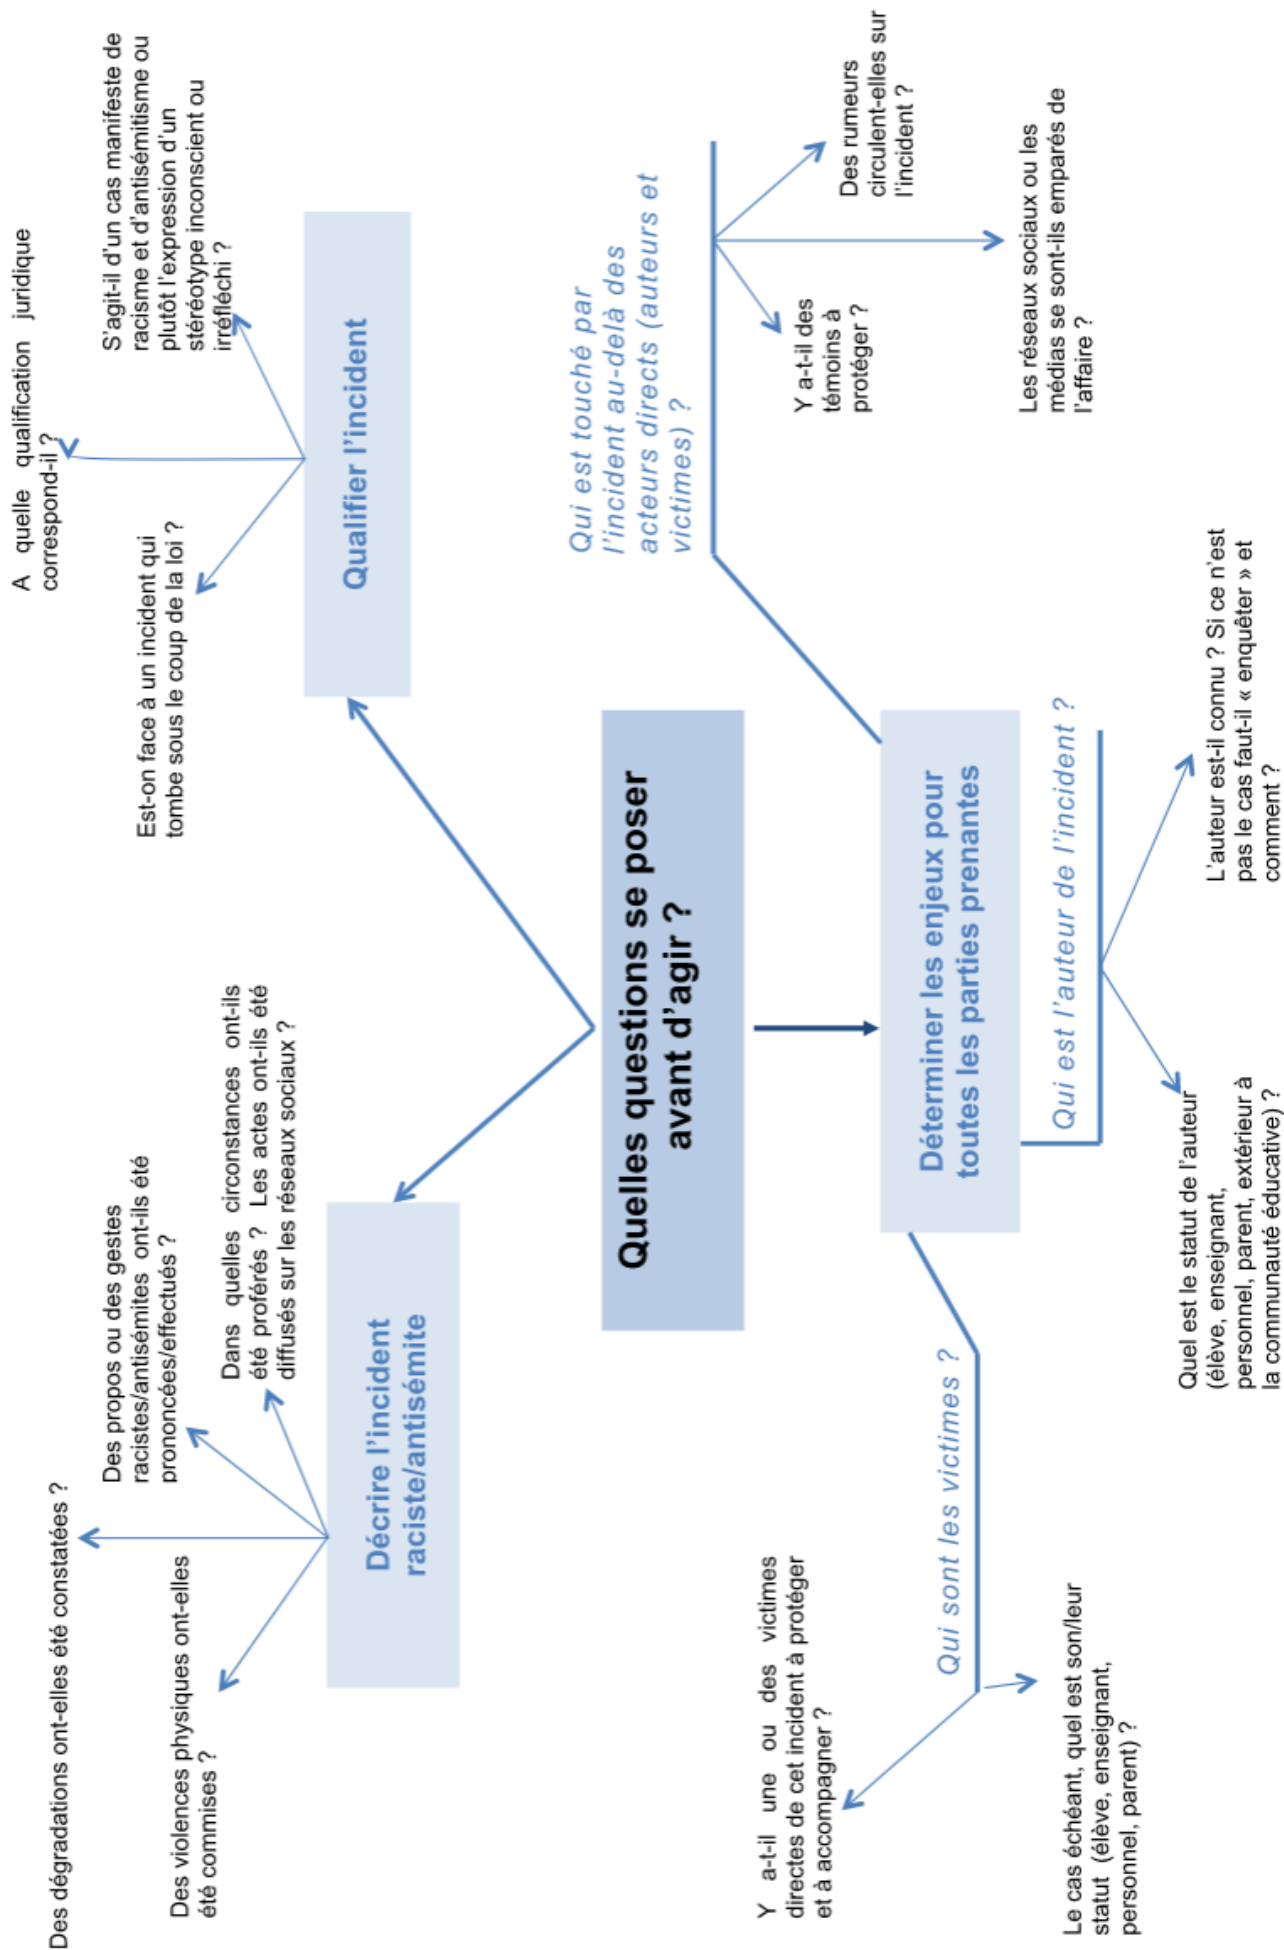 Des dégradations ont-elles été constatées ?
Des propos ou des gestes
racistes/antisémites ont-ils été
prononcées/effectués ?
Des violences physiques ont-elles
été commises ?
Dans quelles circonstances ont-ils
été proférés ? Les actes ont-ils été
diffusés sur les réseaux sociaux ?
Décrire l'incident
raciste/antisémite
A quelle qualification juridique
correspond-il ?
S'agit-il d'un cas manifeste de
racisme et d'antisémitisme ou
plutôt l'expression d'un
stéréotype inconscient ou
irréfléchi ?
Est-on face à un incident qui
tombe sous le coup de la loi ?
Qualifier l'incident
Quelles questions se poser
avant d'agir ?
Qui est touché par
l'incident au-delà des
acteurs directs (auteurs et
victimes) ?
Y a-t-il des
témoins à
protéger ?
Des rumeurs
circulent-elles sur
l'incident ?
Les réseaux sociaux ou les
médias se sont-ils emparés de
l'affaire ?
Déterminer les enjeux pour
toutes les parties prenantes
Qui sont les victimes ?
Y a-t-il une ou des victimes
directes de cet incident à protéger
et à accompagner ?
Le cas échéant, quel est son/leur
statut (élève, enseignant,
personnel, parent) ?
Qui est l'auteur de l'incident ?
Quel est le statut de l'auteur
(élève, enseignant,
personnel, parent, extérieur à
la communauté éducative) ?
L'auteur est-il connu ? Si ce n'est
pas le cas faut-il « enquêter » et
comment ?